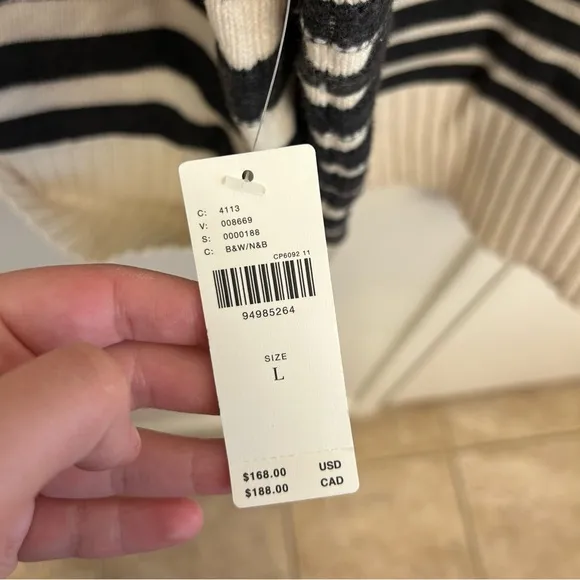 C: 4113
V: 008669
S: 0000188
C: B&W/N&B
CP6092 11
94985264
SIZE
L
$168.00 USD
$188.00 CAD